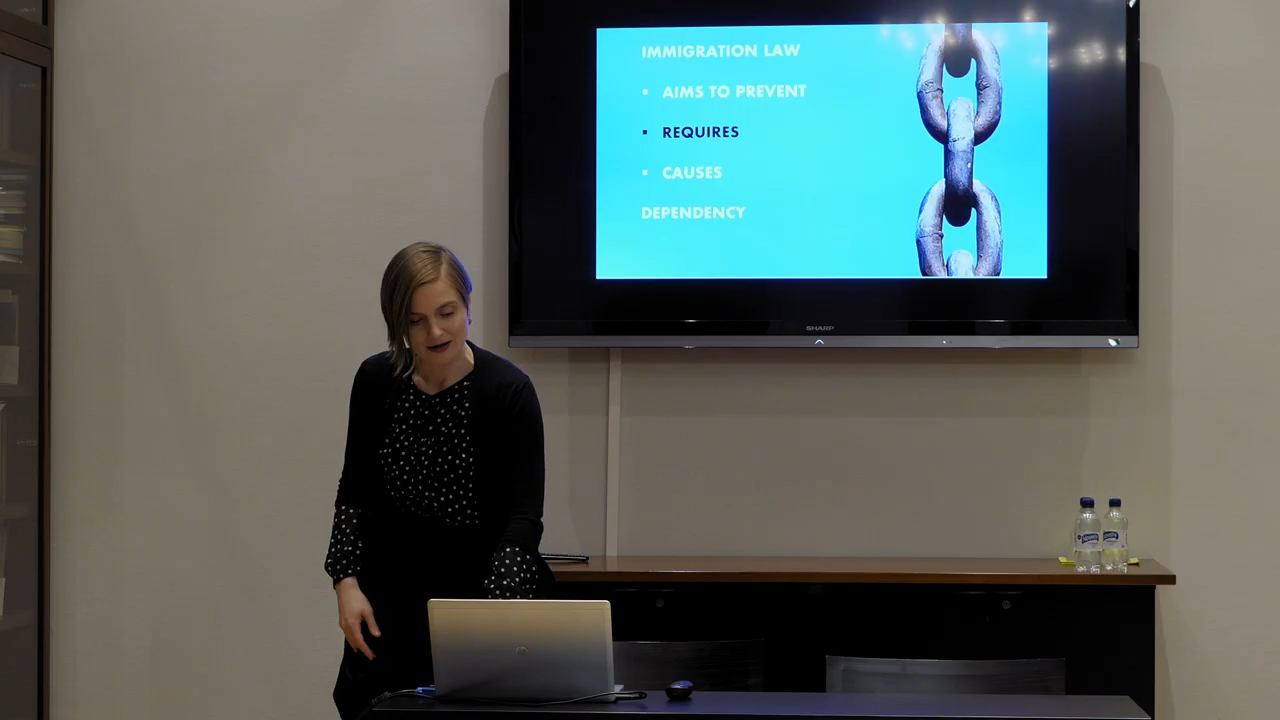 IMMIGRATION LAW
▪ AIMS TO PREVENT
▪ REQUIRES
▪ CAUSES
DEPENDENCY
SHARP